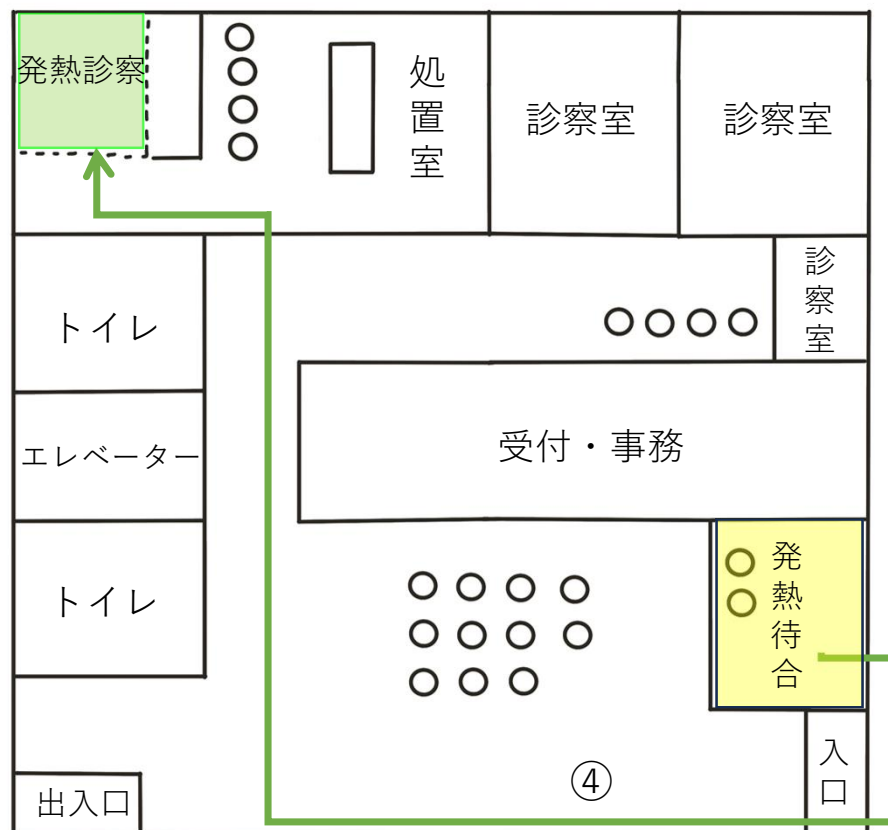 発熱診察
処置室
診察室
診察室
診察室
トイレ
エレベーター
受付・事務
トイレ
発熱待合
④
入口
出入口